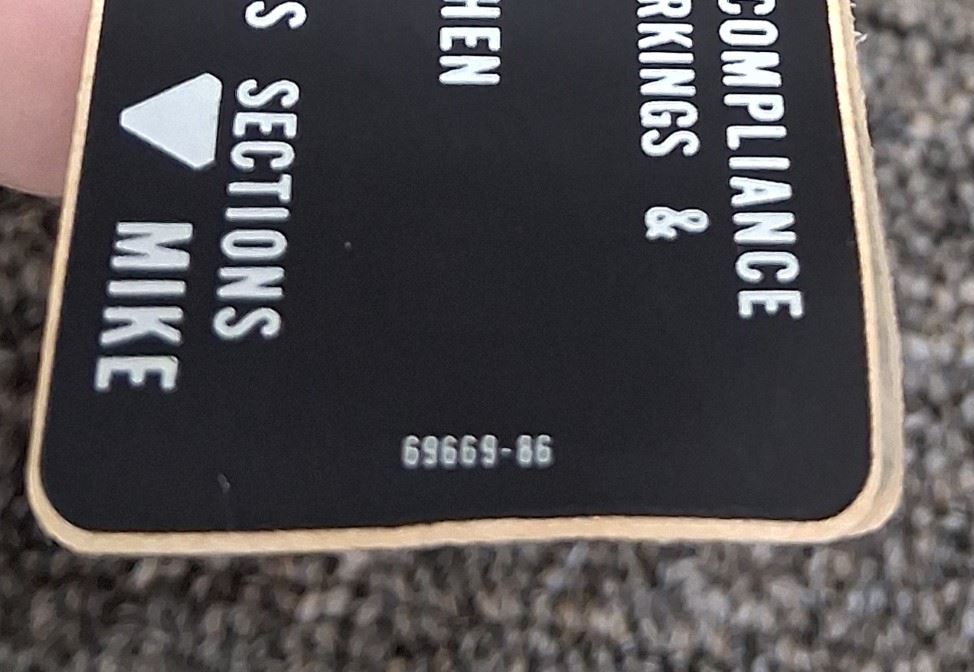 COMPLIANCE
RKINGS &
HEN
S SECTIONS
MIKE
69669-86